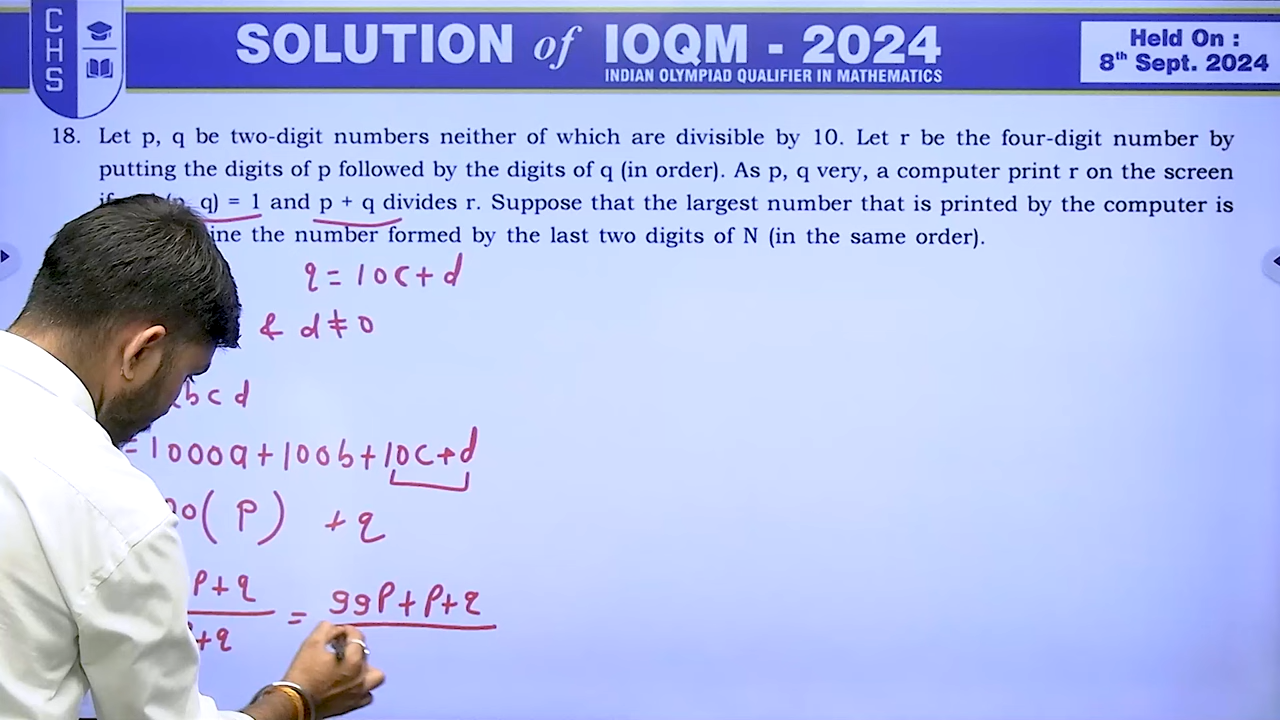 CHS
SOLUTION of IOQM - 2024
INDIAN OLYMPIAD QUALIFIER IN MATHEMATICS
Held On :
8th Sept. 2024
18. Let p, q be two-digit numbers neither of which are divisible by 10. Let r be the four-digit number by
putting the digits of p followed by the digits of q (in order). As p, q very, a computer print r on the screen
q) = 1 and p + q divides r. Suppose that the largest number that is printed by the computer is
the number formed by the last two digits of N (in the same order).
q = 10c + d
& d ≠ 0
b c d
= 1000a + 100b + 10c + d
( P ) + q
P + q
= 99P + P + q
+ q